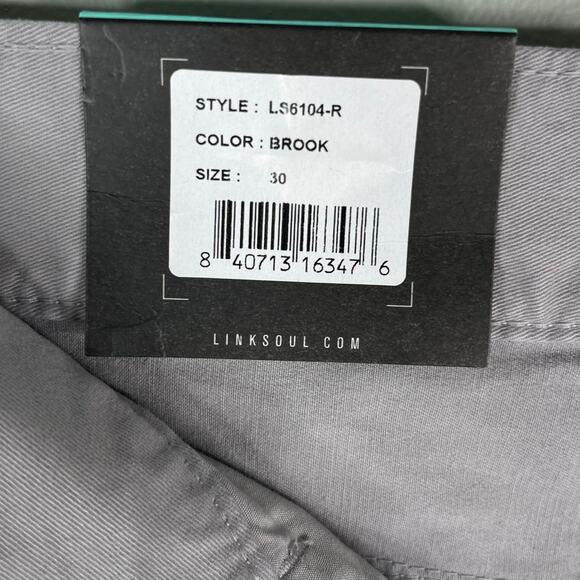 STYLE : LS6104-R
COLOR : BROOK
SIZE : 30
8 40713 16347 6
LINKSOUL.COM